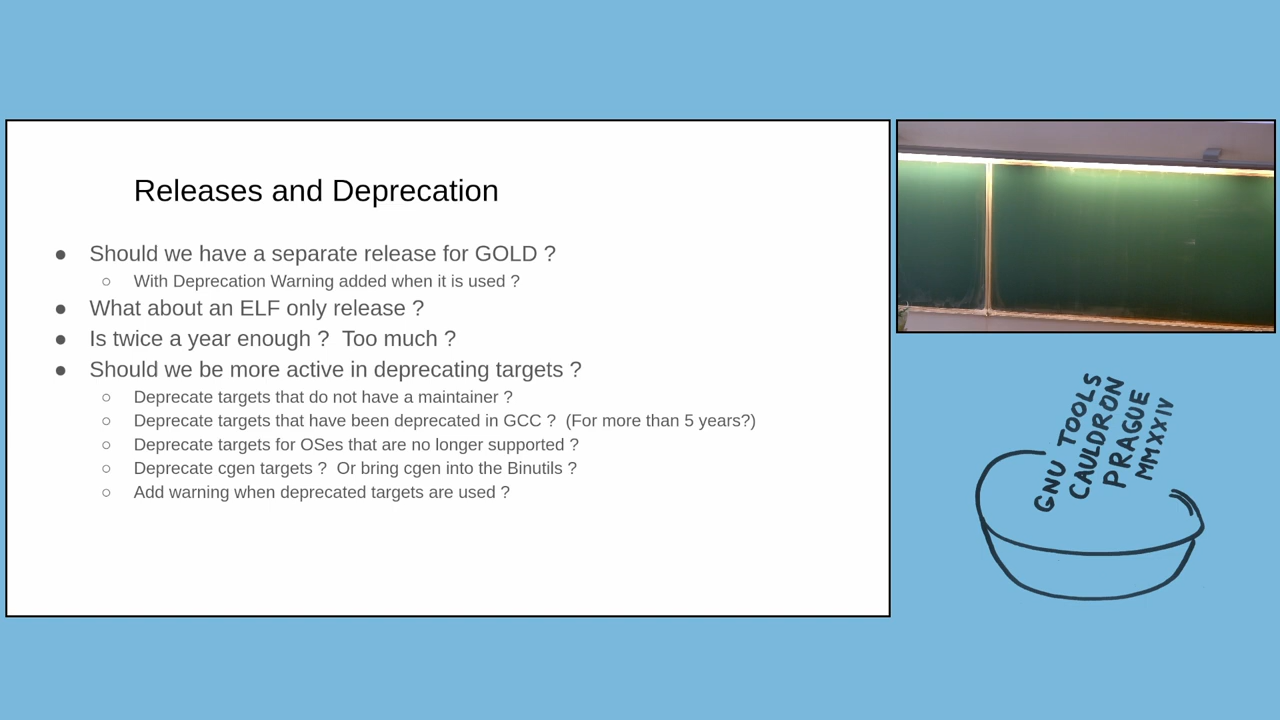 Releases and Deprecation
● Should we have a separate release for GOLD ?
○ With Deprecation Warning added when it is used ?
● What about an ELF only release ?
● Is twice a year enough ?  Too much ?
● Should we be more active in deprecating targets ?
○ Deprecate targets that do not have a maintainer ?
○ Deprecate targets that have been deprecated in GCC ?  (For more than 5 years?)
○ Deprecate targets for OSes that are no longer supported ?
○ Deprecate cgen targets ?  Or bring cgen into the Binutils ?
○ Add warning when deprecated targets are used ?
GNU TOOLS
CAULDRON
PRAGUE
MMXXIV